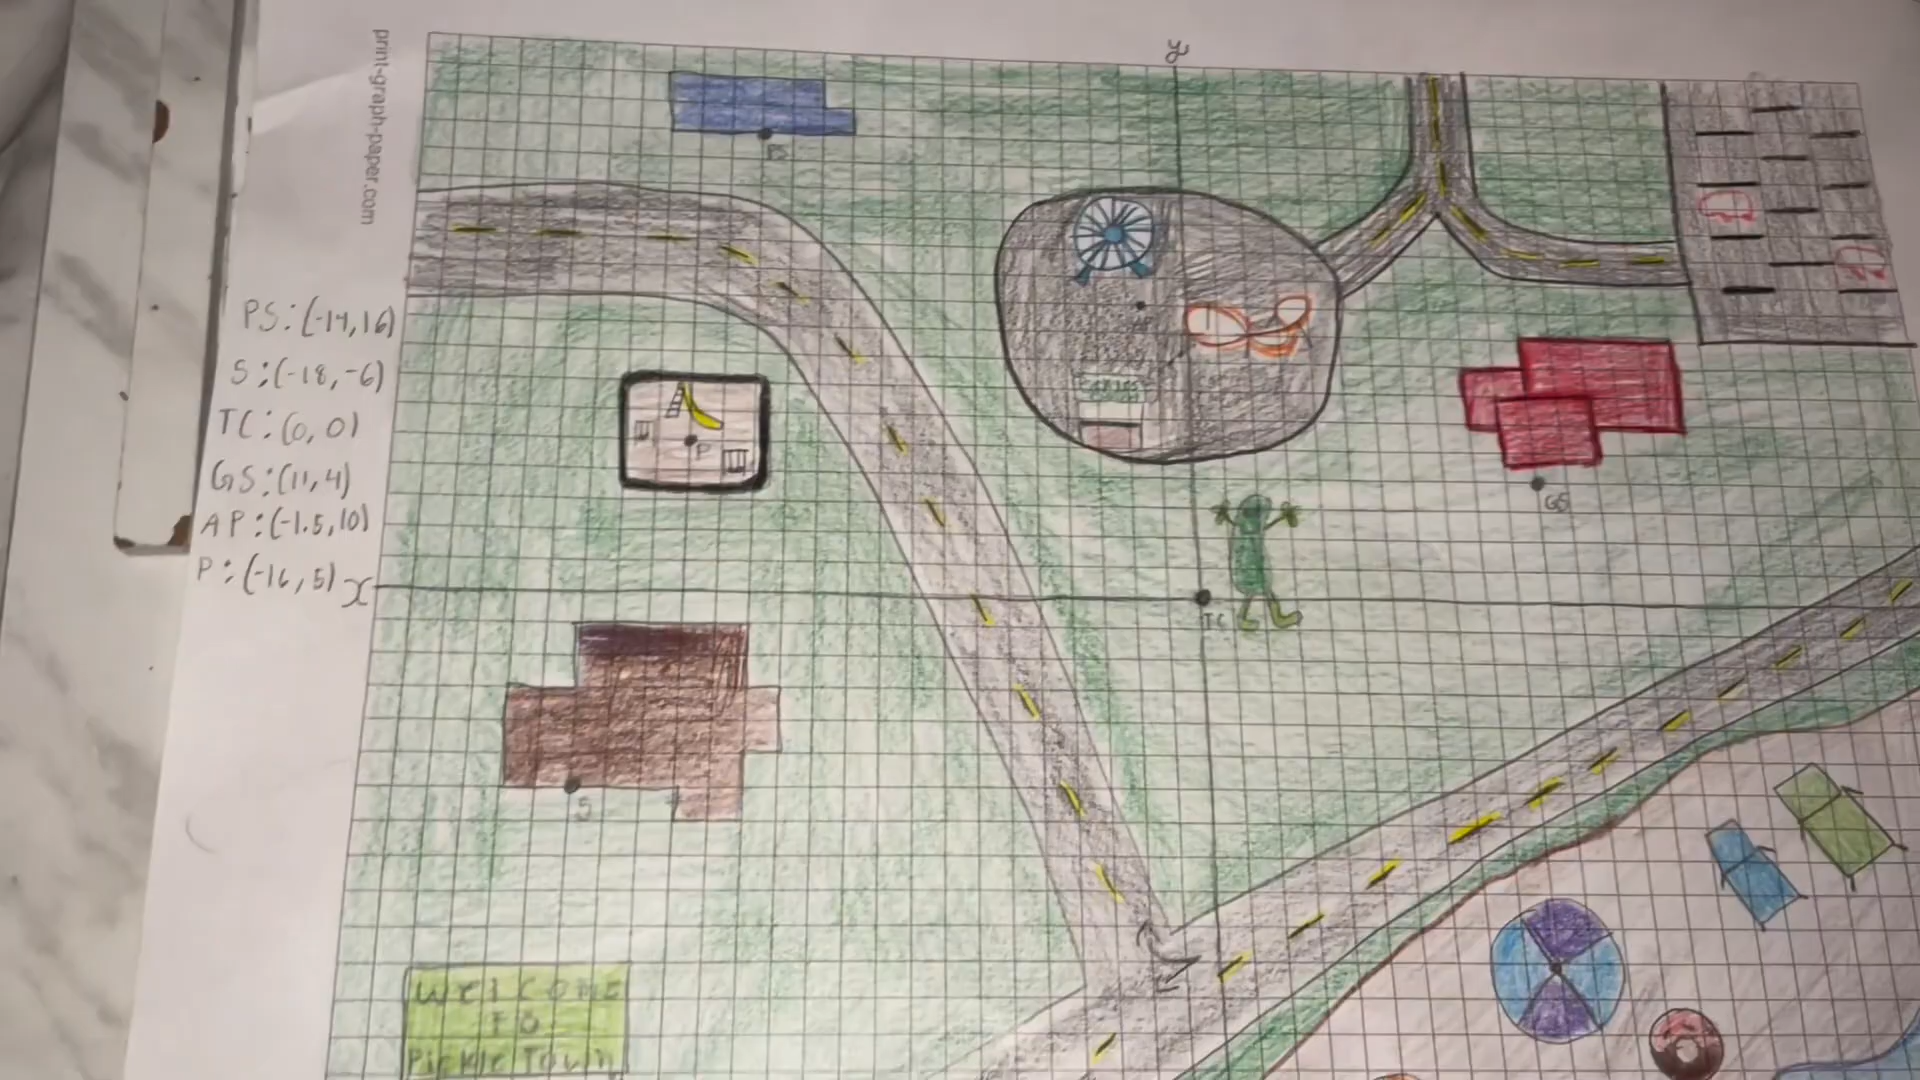 print-graph-paper.com
y
PS
PS:(-14,16)
S:(-18,-6)
TC:(0,0)
GS:(11,4)
AP:(-1.5,10)
P:(-16,5)
x
P
GS
TC
S
WELCOME
TO
Pickle Town